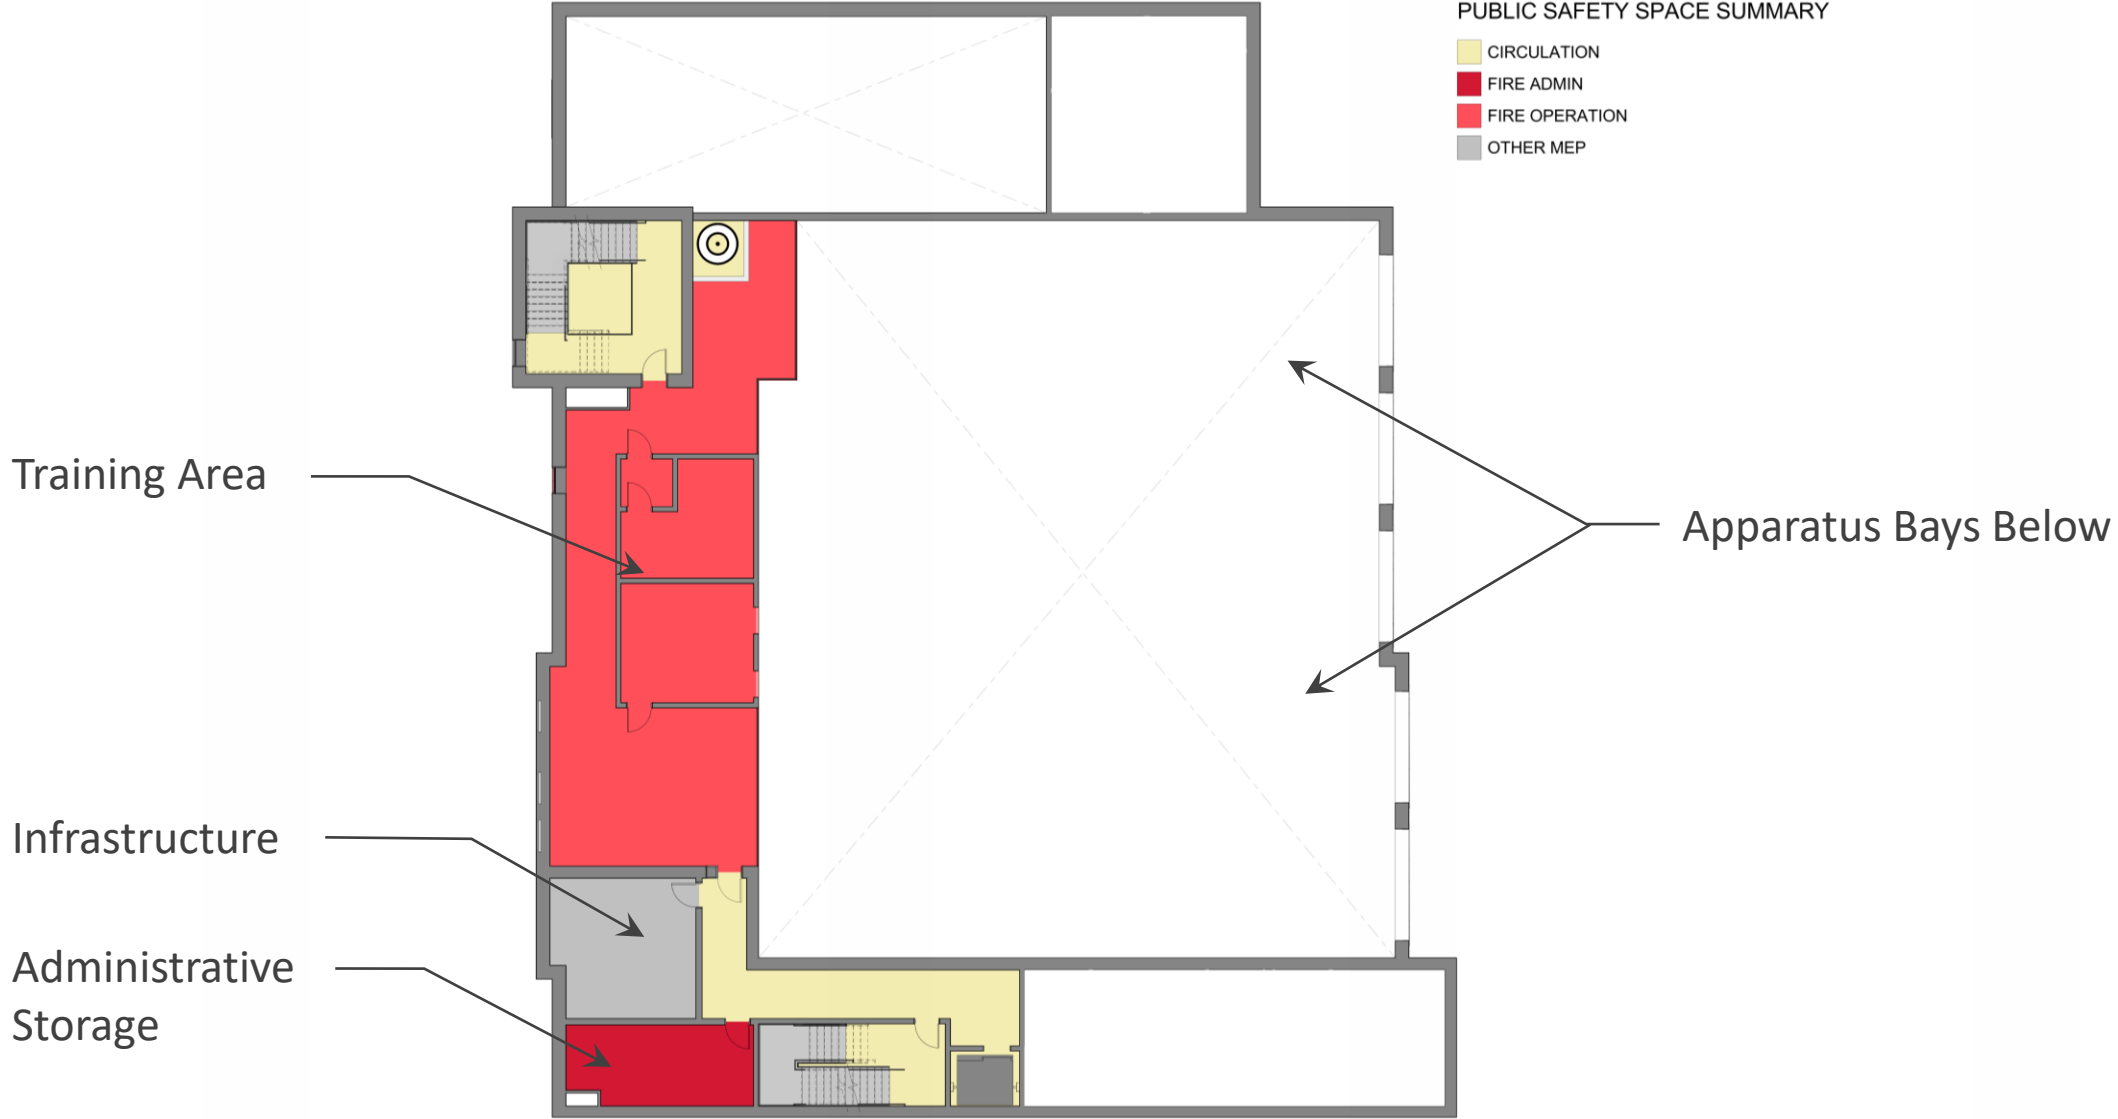 PUBLIC SAFETY SPACE SUMMARY
CIRCULATION
FIRE ADMIN
FIRE OPERATION
OTHER MEP
Training Area
Apparatus Bays Below
Infrastructure
Administrative
Storage